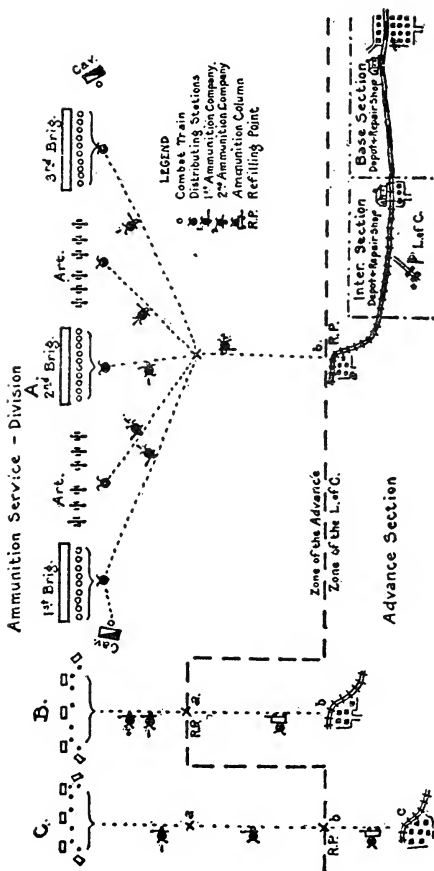 Ammunition Service - Division
C.
B.
A.
1st Brig.
Art.
2nd Brig.
Art.
3rd Brig.
Cav.
Cav.
LEGEND
Combat Train
Distributing Stations
1st Ammunition Company.
2nd Ammunition Company
Ammunition Column
R.P. Refilling Point
a
R.P. a.
R.P. b
b
b.
R.P.
c
Zone of the Advance
Zone of the L. of C.
Advance Section
Inter. Section
Depot & Repair Shop
L. of C.
Base Section
Depot & Repair Shop